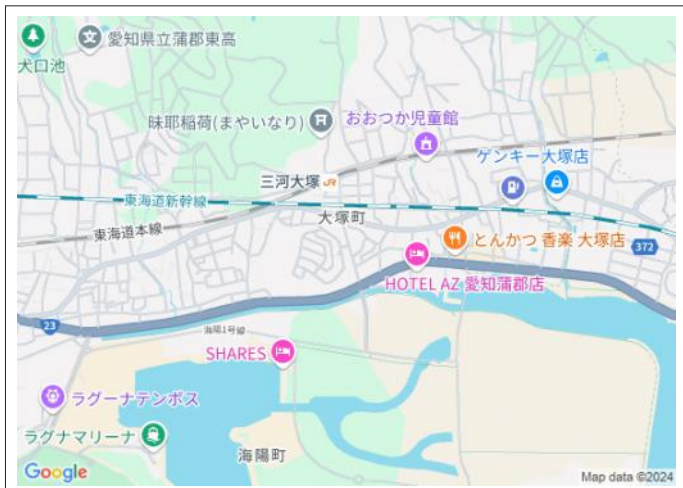 愛知県立蒲郡東高
犬口池
昧耶稲荷(まやいなり)
おおつか児童館
ゲンキー大塚店
三河大塚 JR
東海道新幹線
大塚町
東海道本線
とんかつ 香楽 大塚店
372
HOTEL AZ 愛知蒲郡店
23
海陽1号線
SHARES
ラグーナテンボス
ラグナマリーナ
海陽町
Google
Map data ©2024